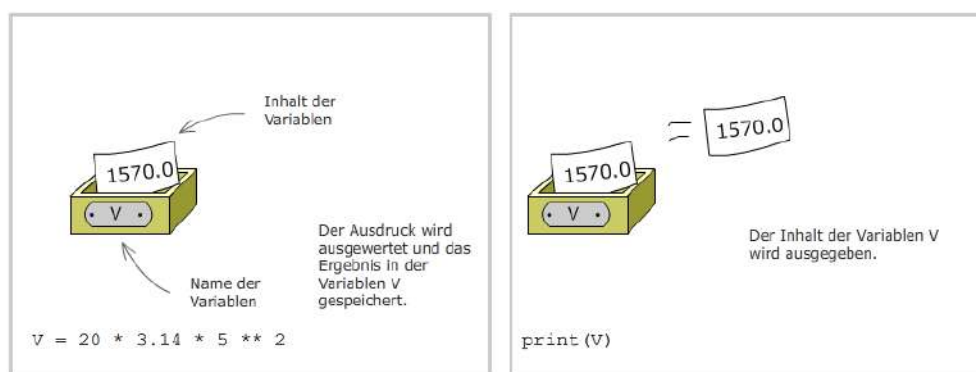 Inhalt der
Variablen
1570.0
V
Der Ausdruck wird
ausgewertet und das
Ergebnis in der
Variablen V
gespeichert.
Name der
Variablen
V = 20 * 3.14 * 5 ** 2
1570.0
1570.0
V
Der Inhalt der Variablen V
wird ausgegeben.
print(V)